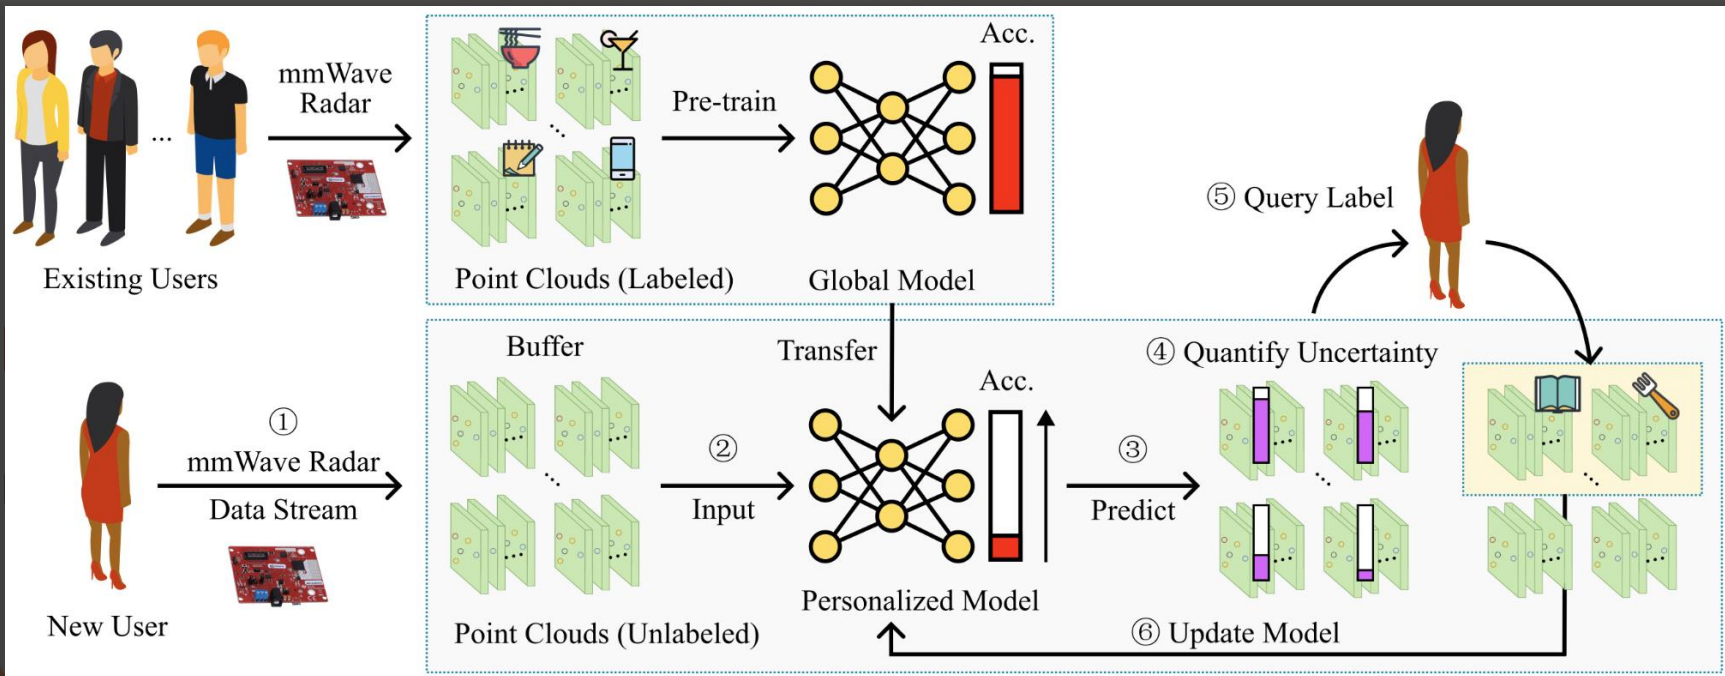 mmWave
Radar
...
Existing Users
Point Clouds (Labeled)
Pre-train
Acc.
Global Model
Transfer
⑤ Query Label
New User
①
mmWave Radar
Data Stream
Buffer
Point Clouds (Unlabeled)
②
Input
Acc.
Personalized Model
③
Predict
④ Quantify Uncertainty
⑥ Update Model